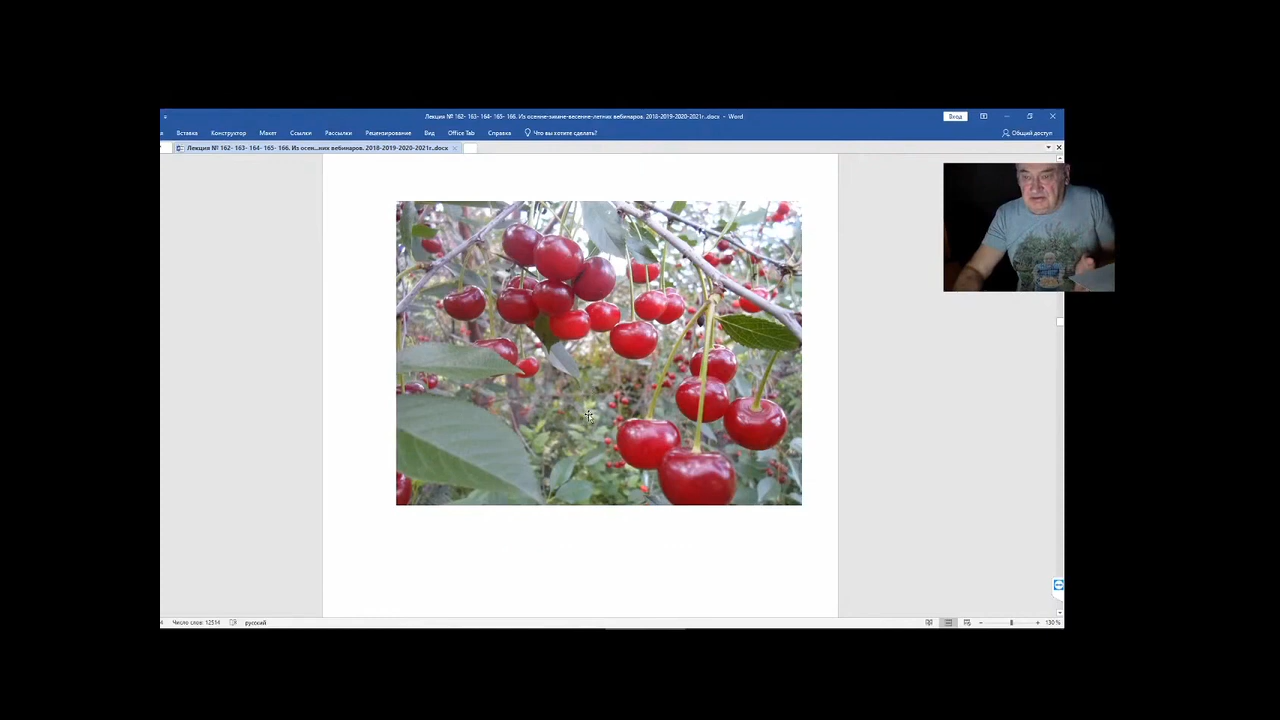 Лекция № 162- 163- 164- 165- 166. Из осенне-зимне-весенне-летних вебинаров. 2018-2019-2020-2021г..docx - Word
Вход
Вставка Конструктор Макет Ссылки Рассылки Рецензирование Вид Office Tab Справка Что вы хотите сделать? Общий доступ
Лекция № 162- 163- 164- 165- 166. Из осен...них вебинаров. 2018-2019-2020-2021г..docx
Число слов: 12514 русский 130 %